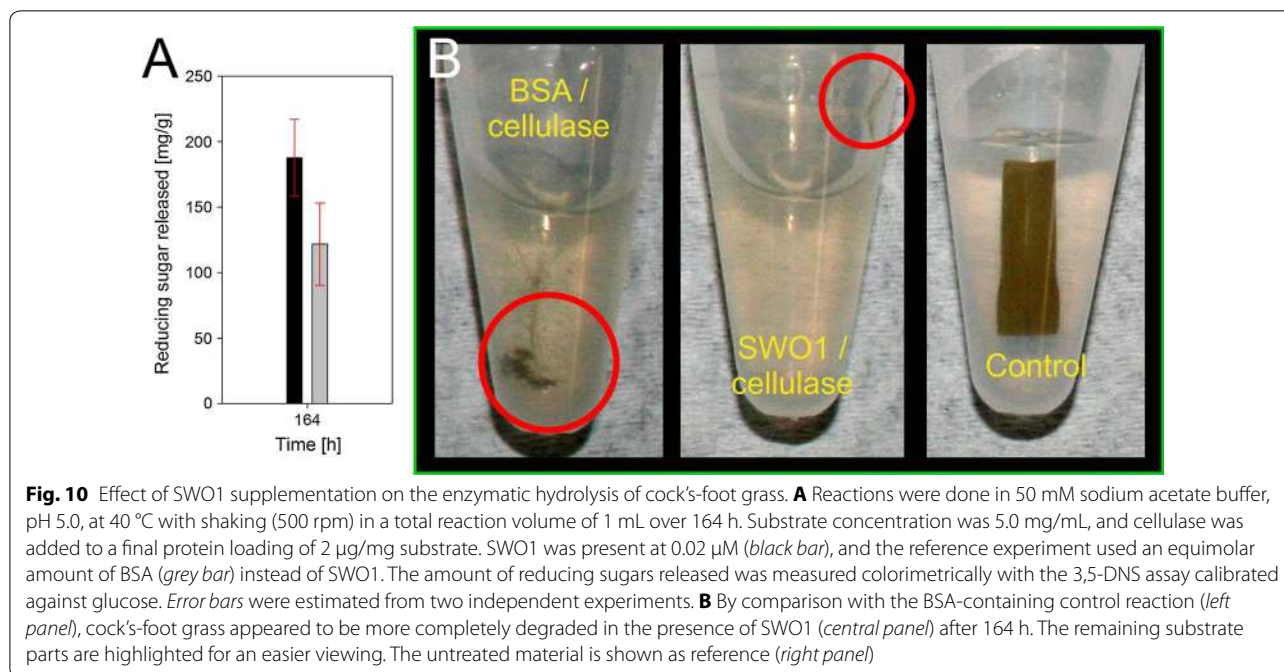 A
250
200
150
100
50
0
Reducing sugar released [mg/g]
164
Time [h]
B
BSA /
cellulase
SWO1 /
cellulase
Control
Fig. 10 Effect of SWO1 supplementation on the enzymatic hydrolysis of cock's-foot grass. A Reactions were done in 50 mM sodium acetate buffer,
pH 5.0, at 40 °C with shaking (500 rpm) in a total reaction volume of 1 mL over 164 h. Substrate concentration was 5.0 mg/mL, and cellulase was
added to a final protein loading of 2 µg/mg substrate. SWO1 was present at 0.02 µM (black bar), and the reference experiment used an equimolar
amount of BSA (grey bar) instead of SWO1. The amount of reducing sugars released was measured colorimetrically with the 3,5-DNS assay calibrated
against glucose. Error bars were estimated from two independent experiments. B By comparison with the BSA-containing control reaction (left
panel), cock's-foot grass appeared to be more completely degraded in the presence of SWO1 (central panel) after 164 h. The remaining substrate
parts are highlighted for an easier viewing. The untreated material is shown as reference (right panel)